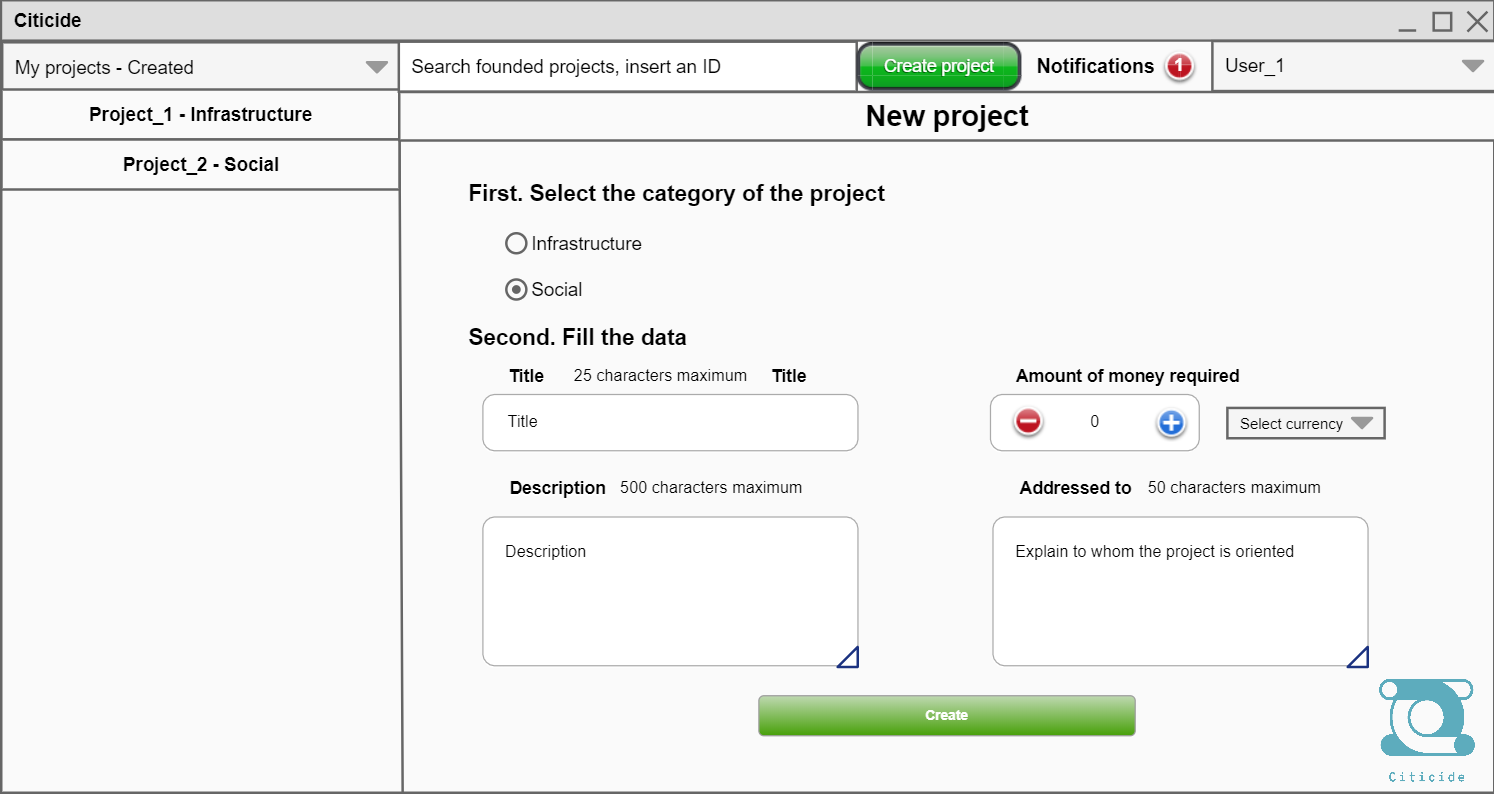 Citicide
My projects - Created
Search founded projects, insert an ID
Create project
Notifications
1
User_1
Project_1 - Infrastructure
Project_2 - Social
New project
First. Select the category of the project
Infrastructure
Social
Second. Fill the data
Title 25 characters maximum Title
Title
Amount of money required
0
Select currency
Description 500 characters maximum
Description
Addressed to 50 characters maximum
Explain to whom the project is oriented
Create
Citicide